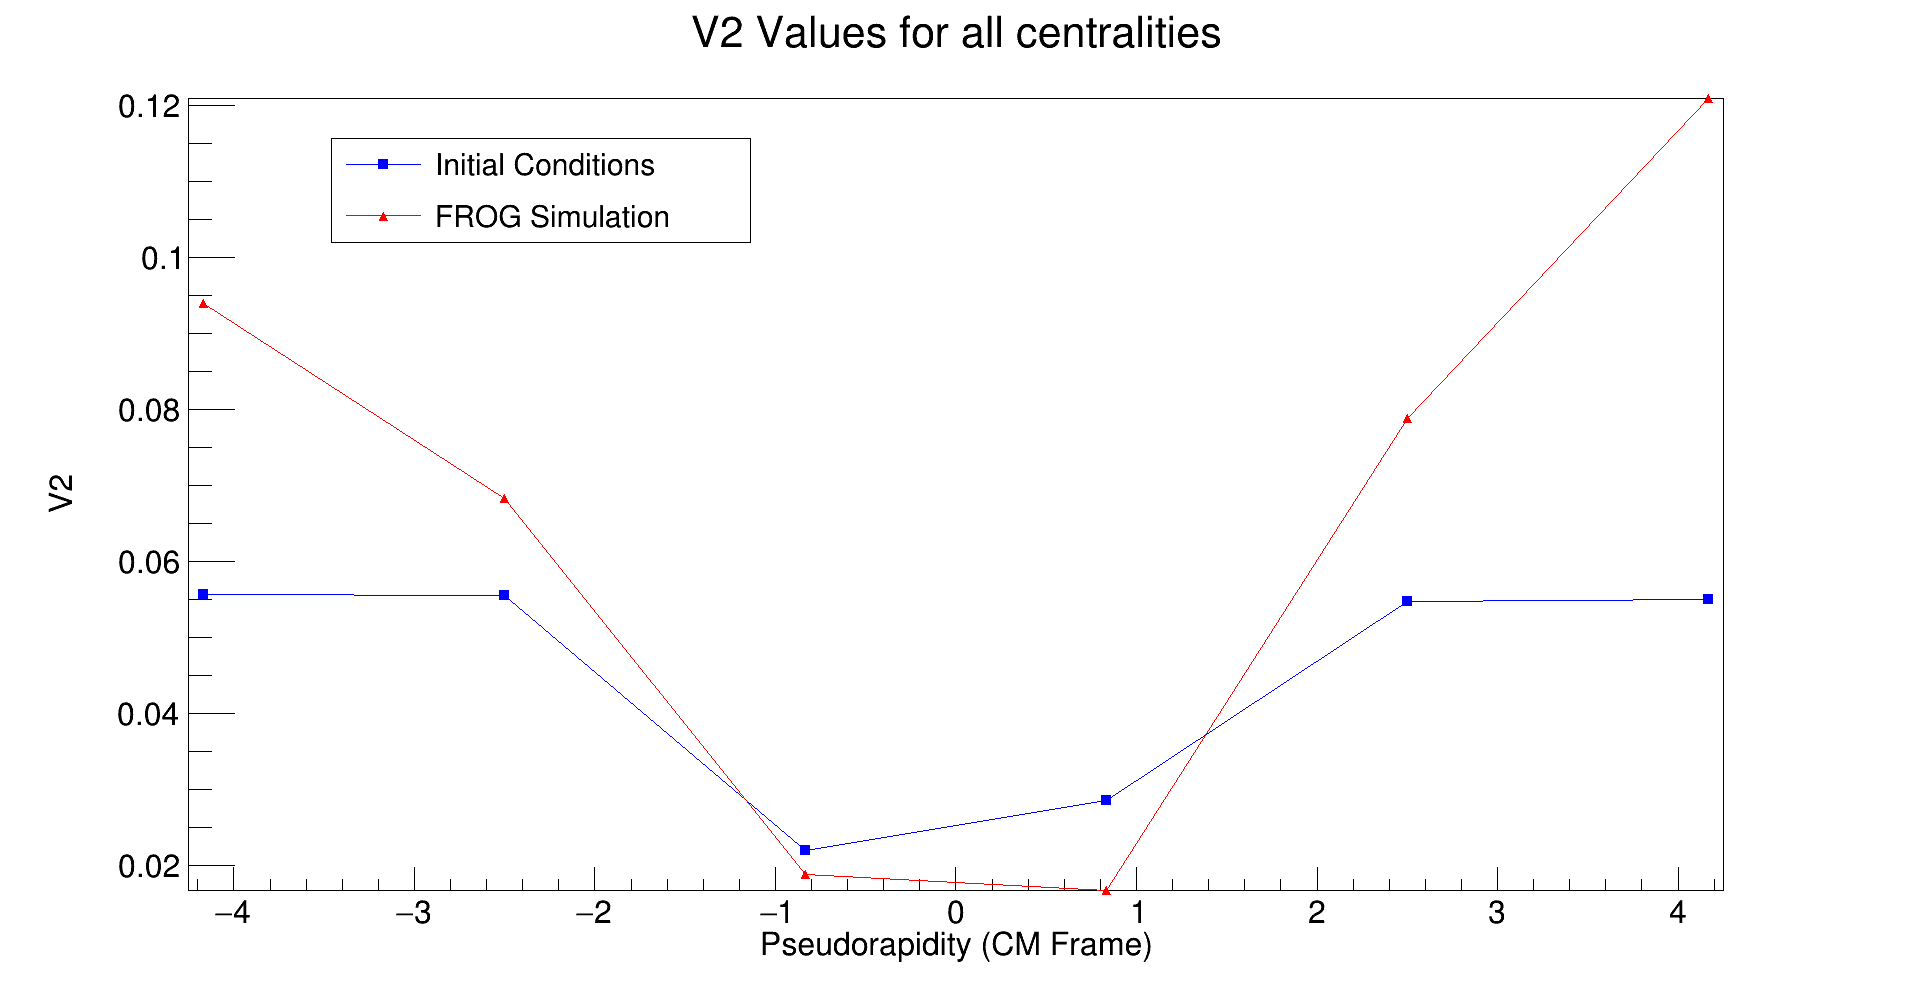 V2 Values for all centralities
0.12
0.1
0.08
0.06
0.04
0.02
V2
Initial Conditions
FROG Simulation
−4 −3 −2 −1 0 1 2 3 4
Pseudorapidity (CM Frame)